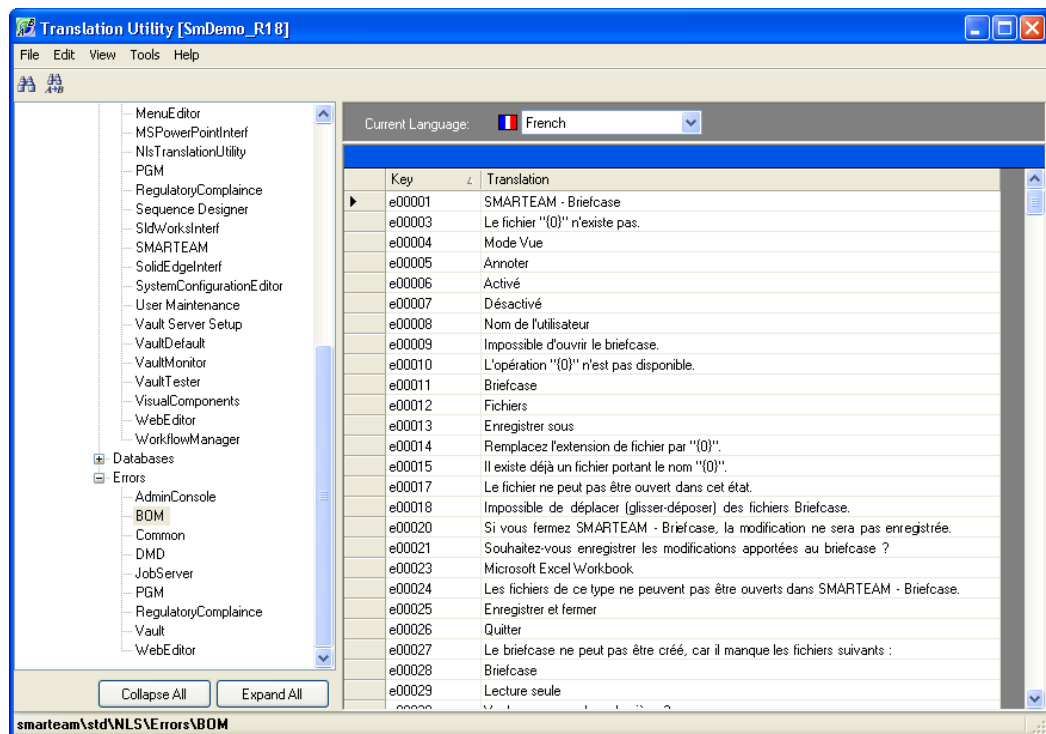 Translation Utility [SmDemo_R18]
File Edit View Tools Help
A→B
MenuEditor
MSPowerPointInterf
NlsTranslationUtility
PGM
RegulatoryComplaince
Sequence Designer
SldWorksInterf
SMARTEAM
SolidEdgeInterf
SystemConfigurationEditor
User Maintenance
Vault Server Setup
VaultDefault
VaultMonitor
VaultTester
VisualComponents
WebEditor
WorkflowManager
Databases
Errors
AdminConsole
BOM
Common
DMD
JobServer
PGM
RegulatoryComplaince
Vault
WebEditor
Collapse All Expand All
Current Language: French
Key Translation
e00001 SMARTEAM - Briefcase
e00003 Le fichier "{0}" n'existe pas.
e00004 Mode Vue
e00005 Annoter
e00006 Activé
e00007 Désactivé
e00008 Nom de l'utilisateur
e00009 Impossible d'ouvrir le briefcase.
e00010 L'opération "{0}" n'est pas disponible.
e00011 Briefcase
e00012 Fichiers
e00013 Enregistrer sous
e00014 Remplacez l'extension de fichier par "{0}".
e00015 Il existe déjà un fichier portant le nom "{0}".
e00017 Le fichier ne peut pas être ouvert dans cet état.
e00018 Impossible de déplacer (glisser-déposer) des fichiers Briefcase.
e00020 Si vous fermez SMARTEAM - Briefcase, la modification ne sera pas enregistrée.
e00021 Souhaitez-vous enregistrer les modifications apportées au briefcase ?
e00023 Microsoft Excel Workbook
e00024 Les fichiers de ce type ne peuvent pas être ouverts dans SMARTEAM - Briefcase.
e00025 Enregistrer et fermer
e00026 Quitter
e00027 Le briefcase ne peut pas être créé, car il manque les fichiers suivants :
e00028 Briefcase
e00029 Lecture seule
smarteam\std\NLS\Errors\BOM